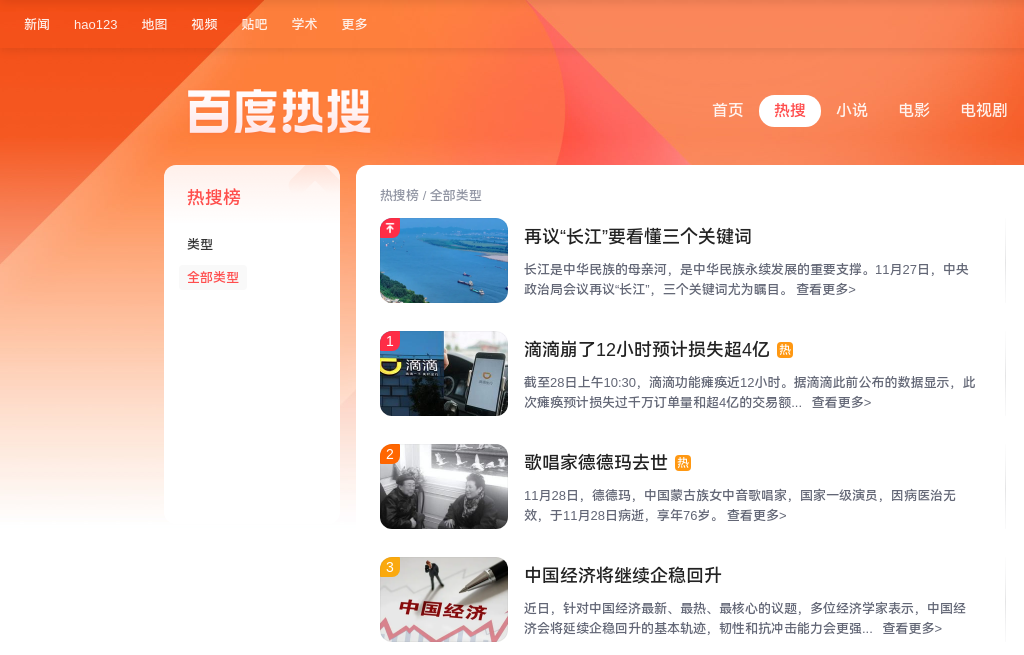 新闻 hao123 地图 视频 贴吧 学术 更多
百度热搜
首页 热搜 小说 电影 电视剧
热搜榜
类型
全部类型
热搜榜 / 全部类型
再议“长江”要看懂三个关键词
长江是中华民族的母亲河，是中华民族永续发展的重要支撑。11月27日，中央
政治局会议再议“长江”，三个关键词尤为瞩目。 查看更多>
1
滴滴
滴滴崩了12小时预计损失超4亿 热
截至28日上午10:30，滴滴功能瘫痪近12小时。据滴滴此前公布的数据显示，此
次瘫痪预计损失过千万订单量和超4亿的交易额... 查看更多>
2
歌唱家德德玛去世 热
11月28日，德德玛，中国蒙古族女中音歌唱家，国家一级演员，因病医治无
效，于11月28日病逝，享年76岁。 查看更多>
3
中国经济
中国经济将继续企稳回升
近日，针对中国经济最新、最热、最核心的议题，多位经济学家表示，中国经
济会将延续企稳回升的基本轨迹，韧性和抗冲击能力会更强... 查看更多>